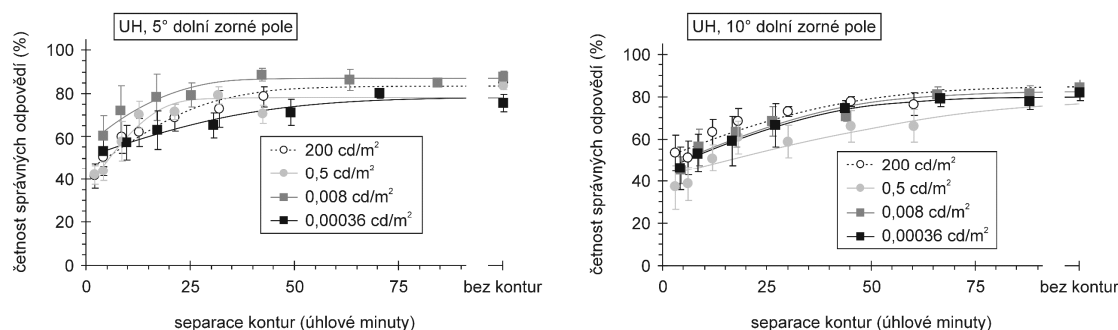 UH, 5° dolní zorné pole
četnost správných odpovědí (%)
100
80
60
40
20
0
200 cd/m²
0,5 cd/m²
0,008 cd/m²
0,00036 cd/m²
0 25 50 75 bez kontur
separace kontur (úhlové minuty)
UH, 10° dolní zorné pole
četnost správných odpovědí (%)
100
80
60
40
20
0
200 cd/m²
0,5 cd/m²
0,008 cd/m²
0,00036 cd/m²
0 25 50 75 bez kontur
separace kontur (úhlové minuty)